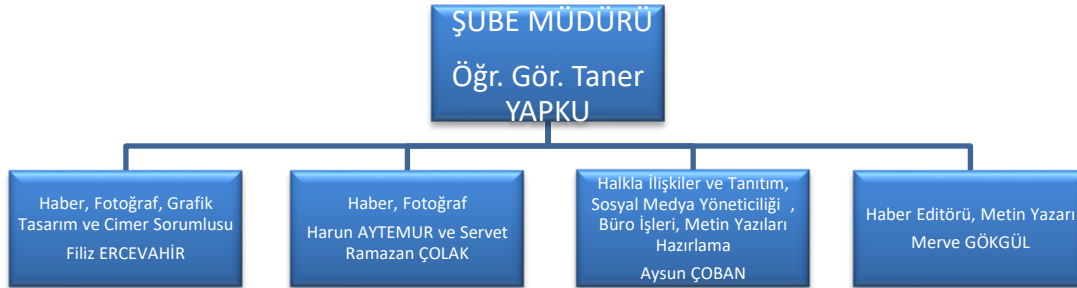 ŞUBE MÜDÜRÜ
Öğr. Gör. Taner
YAPKU
Haber, Fotoğraf, Grafik
Tasarım ve Cimer Sorumlusu
Filiz ERCEVAHİR
Haber, Fotoğraf
Harun AYTEMUR ve Servet
Ramazan ÇOLAK
Halkla İlişkiler ve Tanıtım,
Sosyal Medya Yöneticiliği ,
Büro İşleri, Metin Yazıları
Hazırlama
Aysun ÇOBAN
Haber Editörü, Metin Yazarı
Merve GÖKGÜL